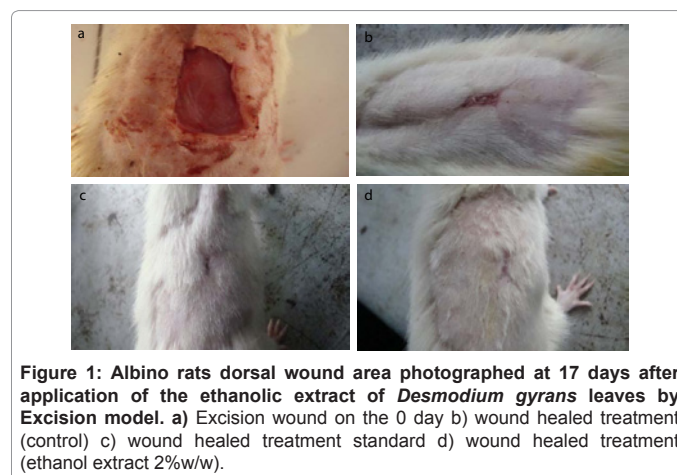 a
b
c
d
Figure 1: Albino rats dorsal wound area photographed at 17 days after
application of the ethanolic extract of Desmodium gyrans leaves by
Excision model. a) Excision wound on the 0 day b) wound healed treatment
(control) c) wound healed treatment standard d) wound healed treatment
(ethanol extract 2%w/w).